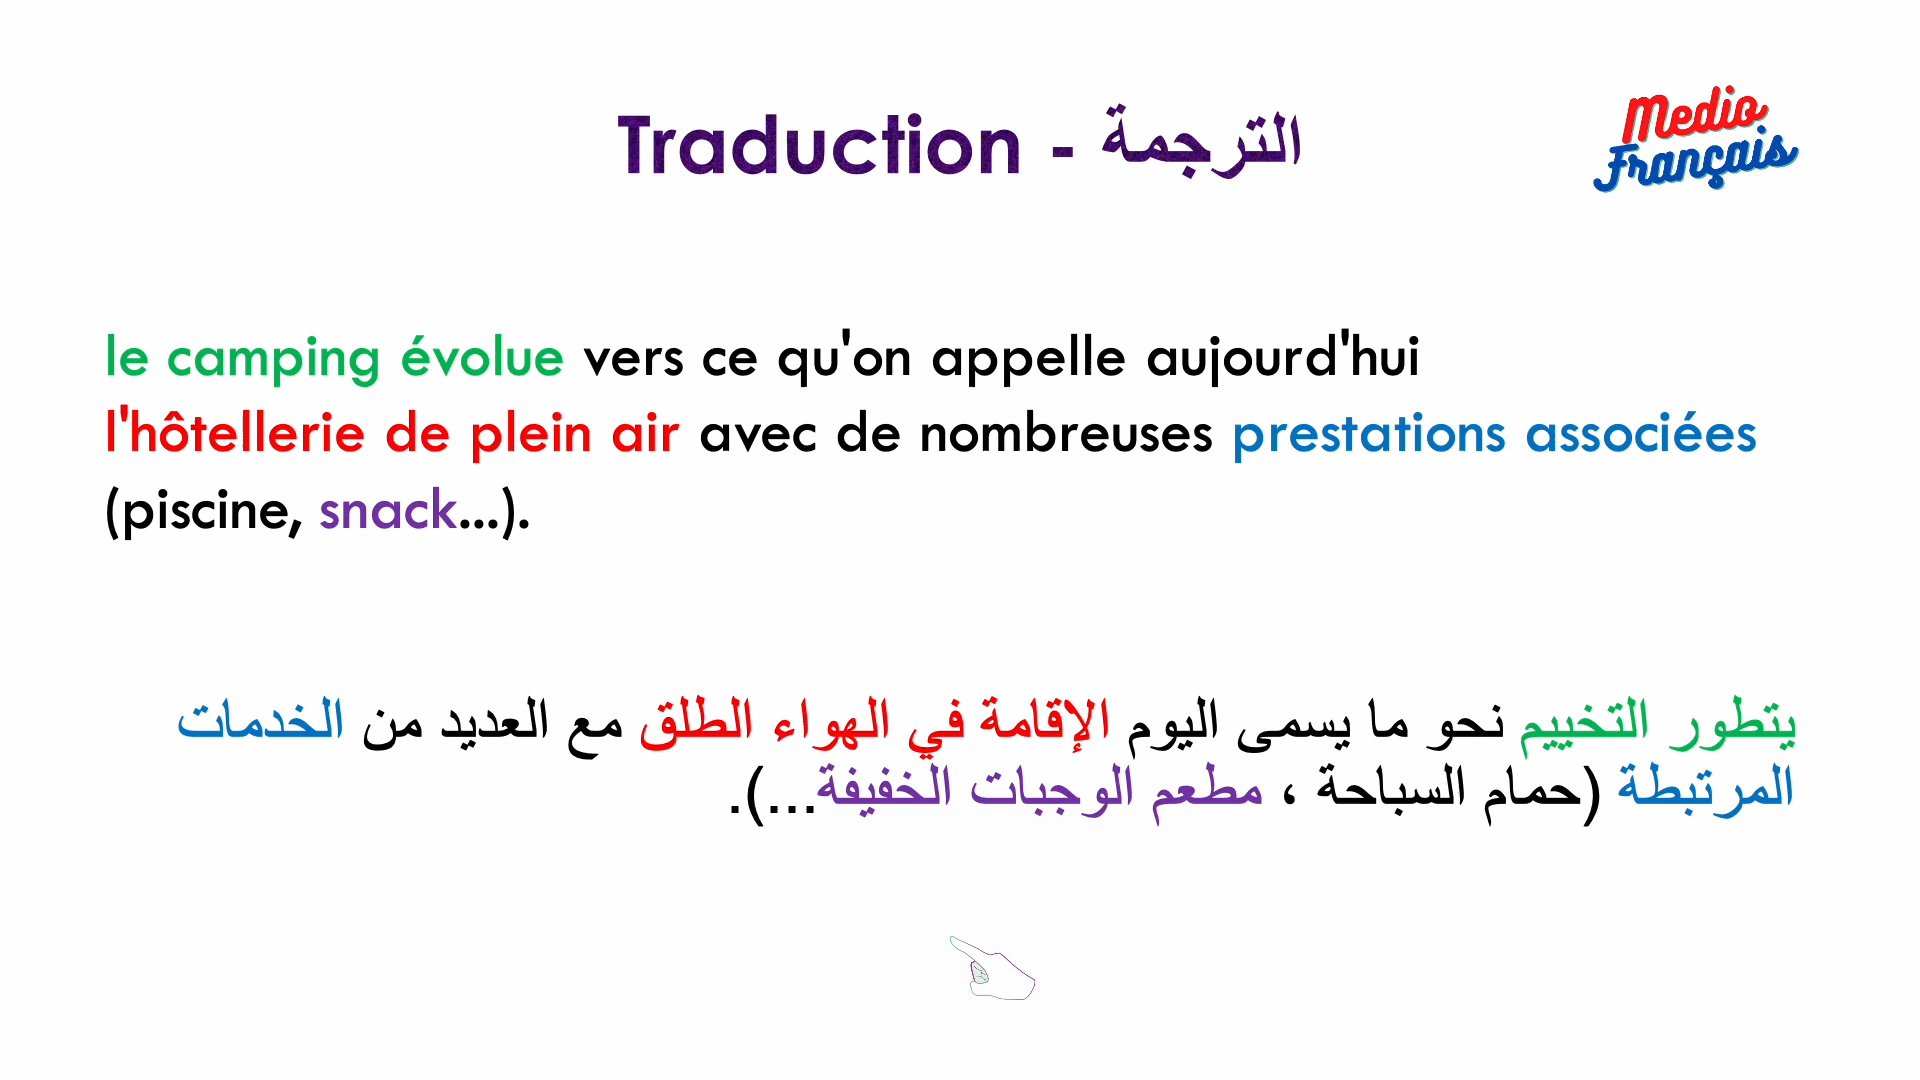 Traduction - الترجمة
Medio
Français
le camping évolue vers ce qu'on appelle aujourd'hui
l'hôtellerie de plein air avec de nombreuses prestations associées
(piscine, snack...).
يتطور التخييم نحو ما يسمى اليوم الإقامة في الهواء الطلق مع العديد من الخدمات
المرتبطة (حمام السباحة ، مطعم الوجبات الخفيفة...).